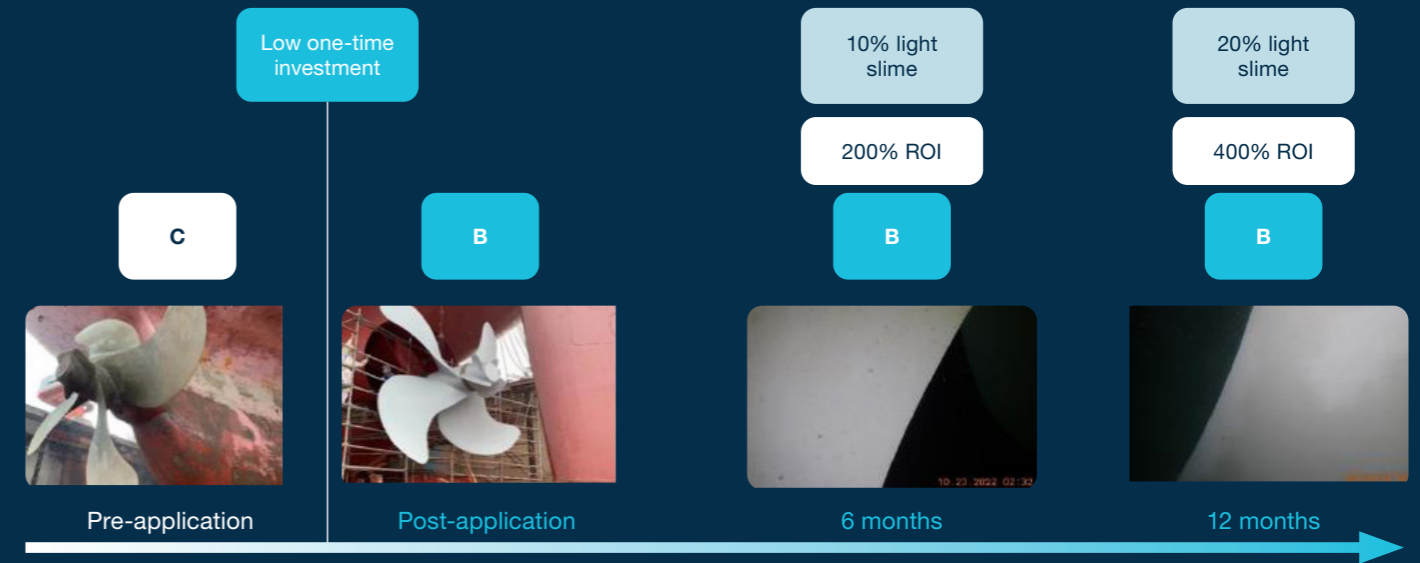 Low one-time
investment
10% light
slime
20% light
slime
200% ROI
400% ROI
C
B
B
B
10 23 2022 02:32
Pre-application
Post-application
6 months
12 months